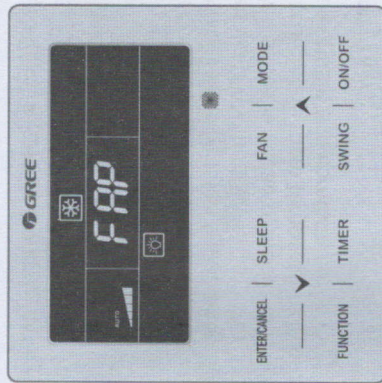 GREE
AUTO
FAP
ENTER/CANCEL SLEEP FAN MODE
FUNCTION TIMER SWING ON/OFF